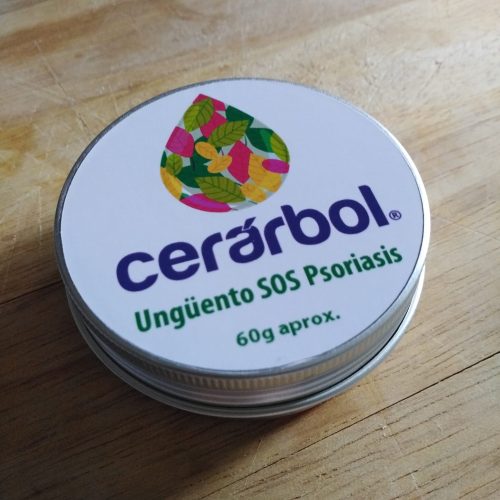 cerárbol®
Ungüento SOS Psoriasis
60g aprox.